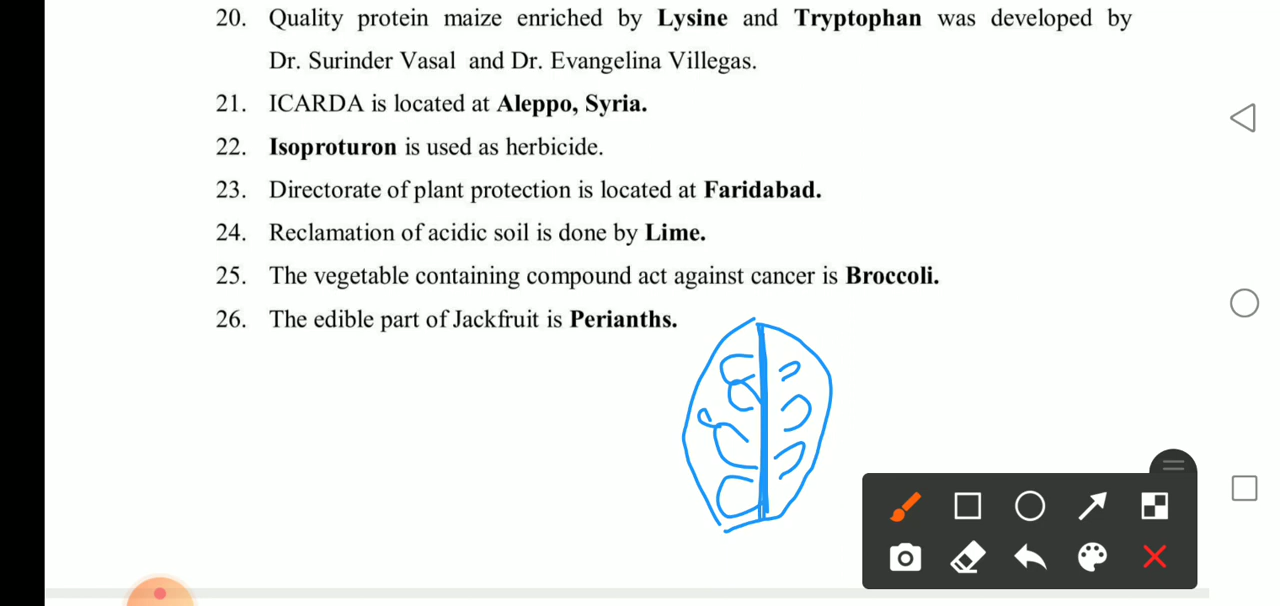 20. Quality protein maize enriched by Lysine and Tryptophan was developed by
Dr. Surinder Vasal and Dr. Evangelina Villegas.
21. ICARDA is located at Aleppo, Syria.
22. Isoproturon is used as herbicide.
23. Directorate of plant protection is located at Faridabad.
24. Reclamation of acidic soil is done by Lime.
25. The vegetable containing compound act against cancer is Broccoli.
26. The edible part of Jackfruit is Perianths.